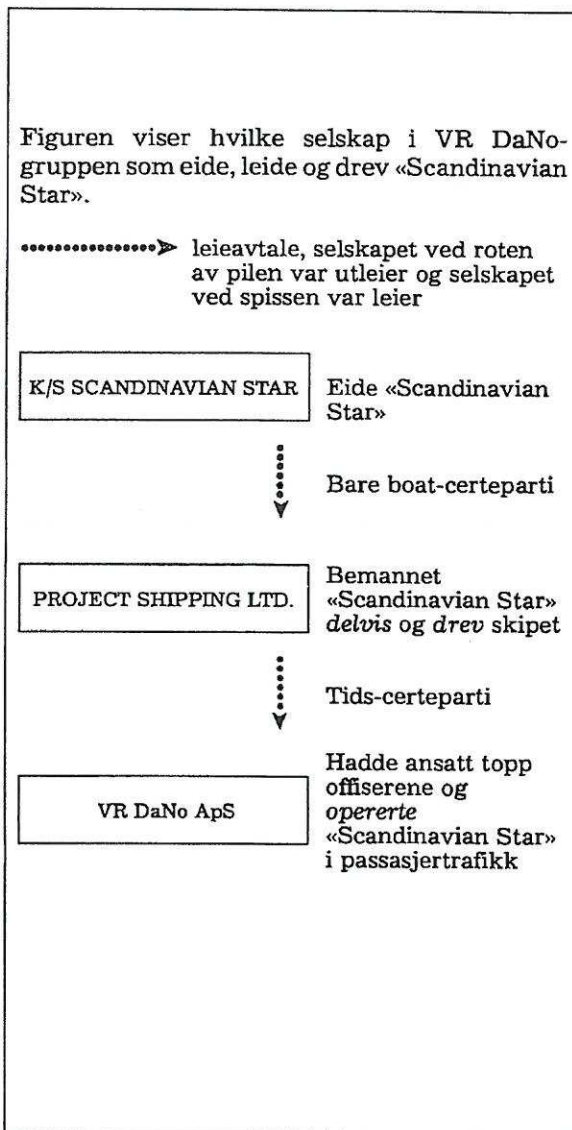 Figuren viser hvilke selskap i VR DaNo-
gruppen som eide, leide og drev «Scandinavian
Star».
leieavtale, selskapet ved roten
av pilen var utleier og selskapet
ved spissen var leier
K/S SCANDINAVIAN STAR
Eide «Scandinavian
Star»
Bare boat-certeparti
PROJECT SHIPPING LTD.
Bemannet
«Scandinavian Star»
delvis og drev skipet
Tids-certeparti
VR DaNo ApS
Hadde ansatt topp
offiserene og
opererte
«Scandinavian Star»
i passasjertrafikk